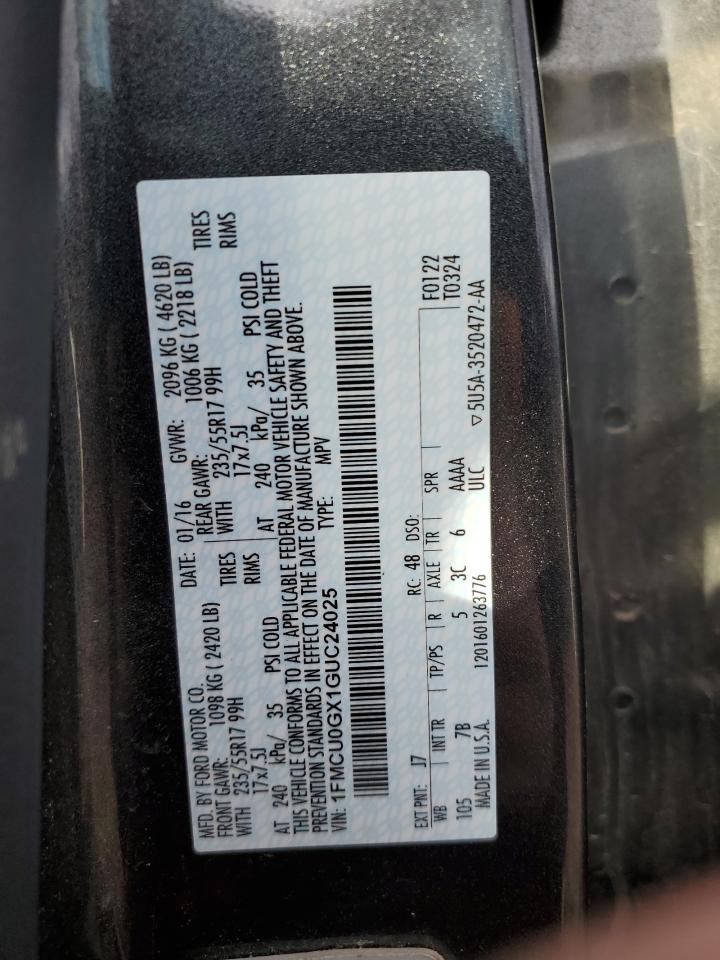 MFD. BY FORD MOTOR CO.
DATE: 01/16 GVWR: 2096 KG ( 4620 LB)
FRONT GAWR: 1098 KG ( 2420 LB)
REAR GAWR: 1006 KG ( 2218 LB)
WITH 235/55R17 99H TIRES
WITH 235/55R17 99H TIRES
17x7.5J RIMS
17x7.5J RIMS
AT 240 kPa/ 35 PSI COLD
AT 240 kPa/ 35 PSI COLD
THIS VEHICLE CONFORMS TO ALL APPLICABLE FEDERAL MOTOR VEHICLE SAFETY AND THEFT
PREVENTION STANDARDS IN EFFECT ON THE DATE OF MANUFACTURE SHOWN ABOVE.
VIN: 1FMCU0GX1GUC24025 TYPE: MPV
EXT PNT: J7 RC: 48 DSO: F0122
WB INT TR TP/PS R AXLE TR SPR T0324
105 7B 5 3C 6 AAAA
MADE IN U.S.A. 1201601263776 ULC ▽5U5A-3520472-AA